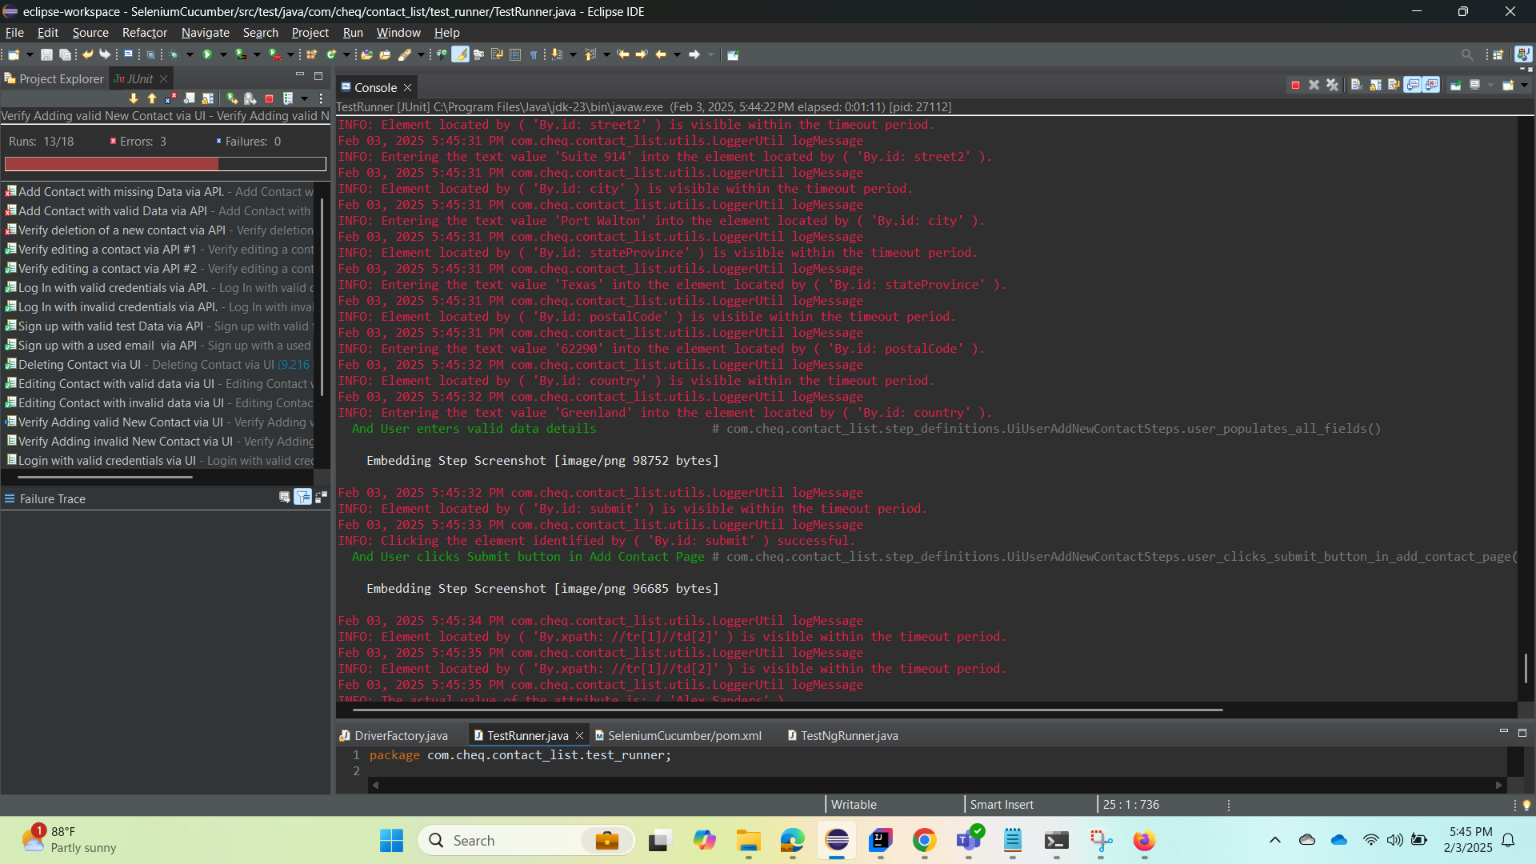 eclipse-workspace - SeleniumCucumber/src/test/java/com/cheq/contact_list/test_runner/TestRunner.java - Eclipse IDE
File Edit Source Refactor Navigate Search Project Run Window Help
Project Explorer
JUnit
Verify Adding valid New Contact via UI - Verify Adding valid N
Runs: 13/18 Errors: 3 Failures: 0
Add Contact with missing Data via API. - Add Contact w
Add Contact with valid Data via API - Add Contact with
Verify deletion of a new contact via API - Verify deletion
Verify editing a contact via API #1 - Verify editing a cont
Verify editing a contact via API #2 - Verify editing a cont
Log In with valid credentials via API. - Log In with valid c
Log In with invalid credentials via API. - Log In with inva
Sign up with valid test Data via API - Sign up with valid
Sign up with a used email  via API - Sign up with a used
Deleting Contact via UI - Deleting Contact via UI (9.216
Editing Contact with valid data via UI - Editing Contact
Editing Contact with invalid data via UI - Editing Contac
Verify Adding valid New Contact via UI - Verify Adding
Verify Adding invalid New Contact via UI - Verify Adding
Login with valid credentials via UI - Login with valid cred
Failure Trace
Console
TestRunner [JUnit] C:\Program Files\Java\jdk-23\bin\javaw.exe (Feb 3, 2025, 5:44:22 PM elapsed: 0:01:11) [pid: 27112]
INFO: Element located by ( 'By.id: street2' ) is visible within the timeout period.
Feb 03, 2025 5:45:31 PM com.cheq.contact_list.utils.LoggerUtil logMessage
INFO: Entering the text value 'Suite 914' into the element located by ( 'By.id: street2' ).
Feb 03, 2025 5:45:31 PM com.cheq.contact_list.utils.LoggerUtil logMessage
INFO: Element located by ( 'By.id: city' ) is visible within the timeout period.
Feb 03, 2025 5:45:31 PM com.cheq.contact_list.utils.LoggerUtil logMessage
INFO: Entering the text value 'Port Walton' into the element located by ( 'By.id: city' ).
Feb 03, 2025 5:45:31 PM com.cheq.contact_list.utils.LoggerUtil logMessage
INFO: Element located by ( 'By.id: stateProvince' ) is visible within the timeout period.
Feb 03, 2025 5:45:31 PM com.cheq.contact_list.utils.LoggerUtil logMessage
INFO: Entering the text value 'Texas' into the element located by ( 'By.id: stateProvince' ).
Feb 03, 2025 5:45:31 PM com.cheq.contact_list.utils.LoggerUtil logMessage
INFO: Element located by ( 'By.id: postalCode' ) is visible within the timeout period.
Feb 03, 2025 5:45:31 PM com.cheq.contact_list.utils.LoggerUtil logMessage
INFO: Entering the text value '62290' into the element located by ( 'By.id: postalCode' ).
Feb 03, 2025 5:45:32 PM com.cheq.contact_list.utils.LoggerUtil logMessage
INFO: Element located by ( 'By.id: country' ) is visible within the timeout period.
Feb 03, 2025 5:45:32 PM com.cheq.contact_list.utils.LoggerUtil logMessage
INFO: Entering the text value 'Greenland' into the element located by ( 'By.id: country' ).
And User enters valid data details # com.cheq.contact_list.step_definitions.UiUserAddNewContactSteps.user_populates_all_fields()
Embedding Step Screenshot [image/png 98752 bytes]
Feb 03, 2025 5:45:32 PM com.cheq.contact_list.utils.LoggerUtil logMessage
INFO: Element located by ( 'By.id: submit' ) is visible within the timeout period.
Feb 03, 2025 5:45:33 PM com.cheq.contact_list.utils.LoggerUtil logMessage
INFO: Clicking the element identified by ( 'By.id: submit' ) successful.
And User clicks Submit button in Add Contact Page # com.cheq.contact_list.step_definitions.UiUserAddNewContactSteps.user_clicks_submit_button_in_add_contact_page(
Embedding Step Screenshot [image/png 96685 bytes]
Feb 03, 2025 5:45:34 PM com.cheq.contact_list.utils.LoggerUtil logMessage
INFO: Element located by ( 'By.xpath: //tr[1]//td[2]' ) is visible within the timeout period.
Feb 03, 2025 5:45:35 PM com.cheq.contact_list.utils.LoggerUtil logMessage
INFO: Element located by ( 'By.xpath: //tr[1]//td[2]' ) is visible within the timeout period.
Feb 03, 2025 5:45:35 PM com.cheq.contact_list.utils.LoggerUtil logMessage
INFO: The actual value of the attribute is: ( 'Alex Sanders' )
DriverFactory.java TestRunner.java SeleniumCucumber/pom.xml TestNgRunner.java
1 package com.cheq.contact_list.test_runner;
2
Writable Smart Insert 25 : 1 : 736
1
88°F
Partly sunny
Search
5:45 PM
2/3/2025